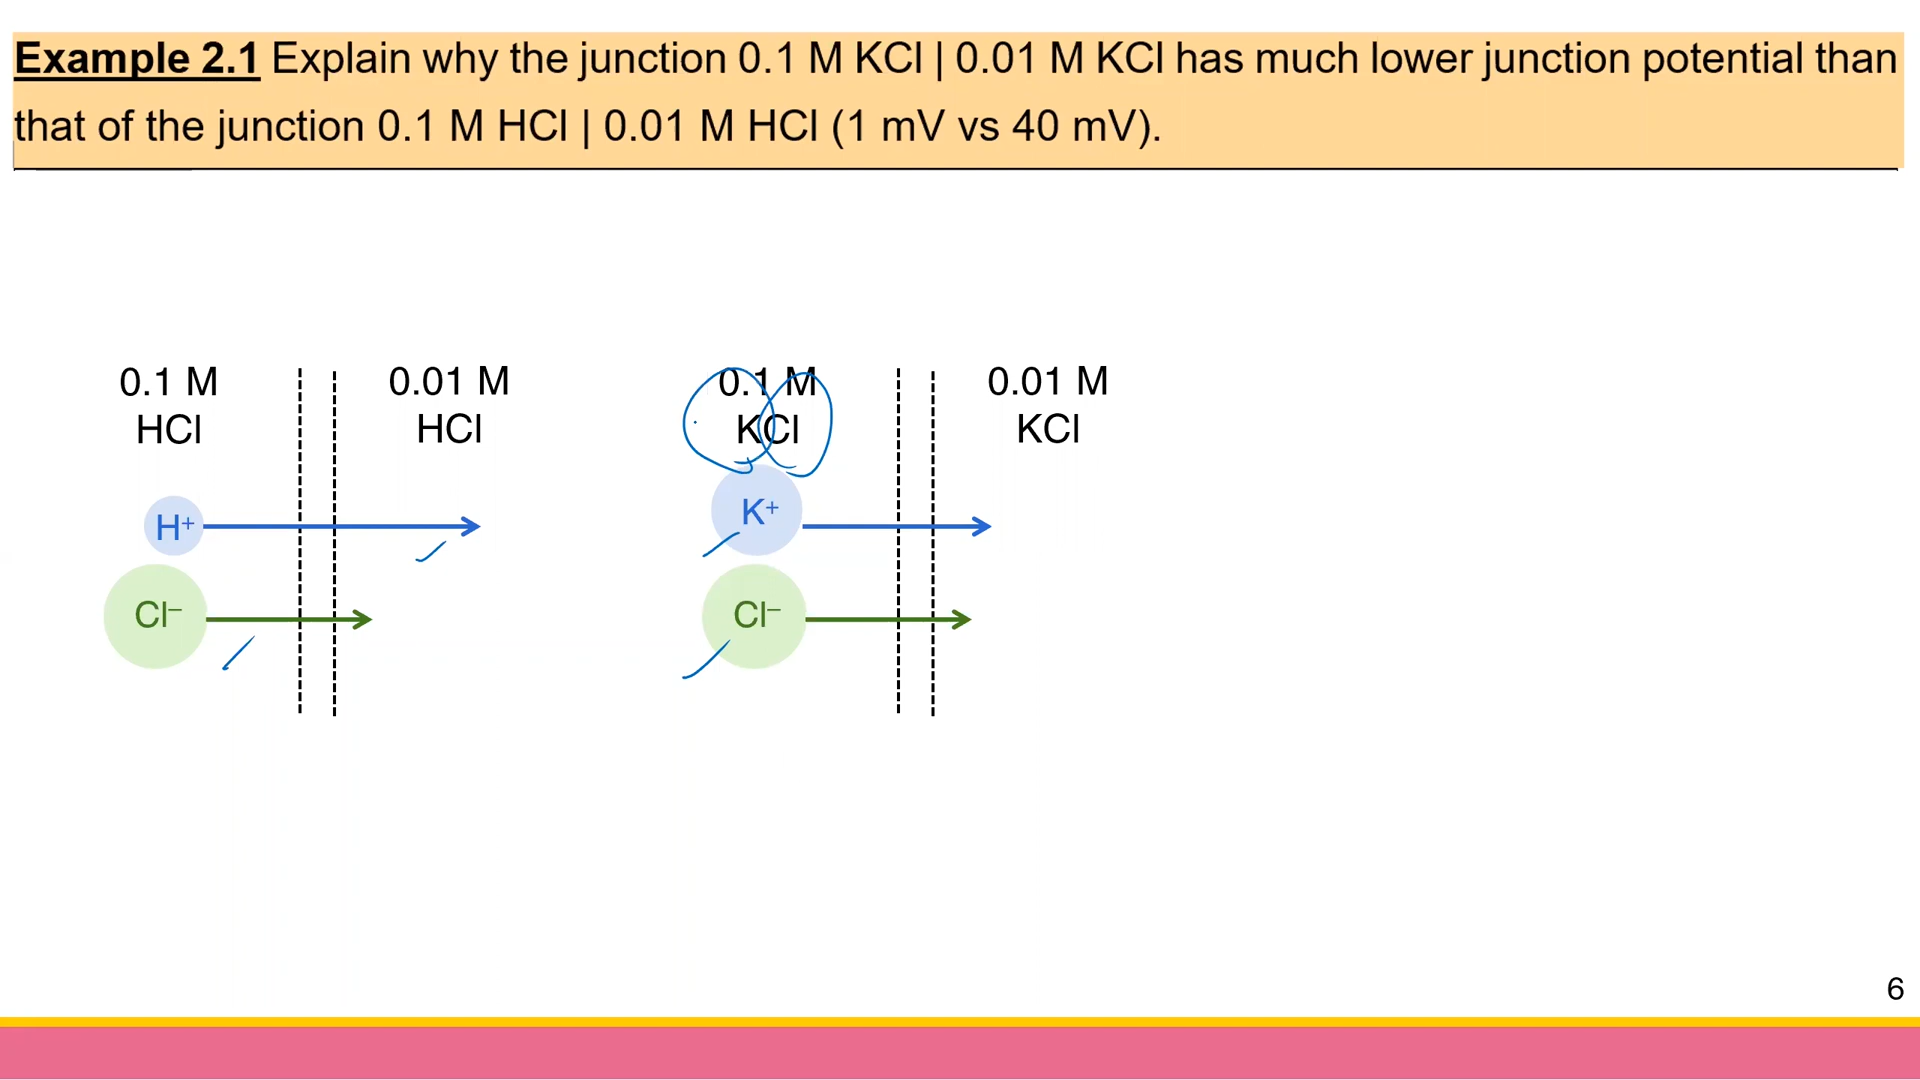 Example 2.1 Explain why the junction 0.1 M KCl | 0.01 M KCl has much lower junction potential than
that of the junction 0.1 M HCl | 0.01 M HCl (1 mV vs 40 mV).
0.1 M
HCl
0.01 M
HCl
H⁺
Cl⁻
0.1 M
KCl
0.01 M
KCl
K⁺
Cl⁻
6